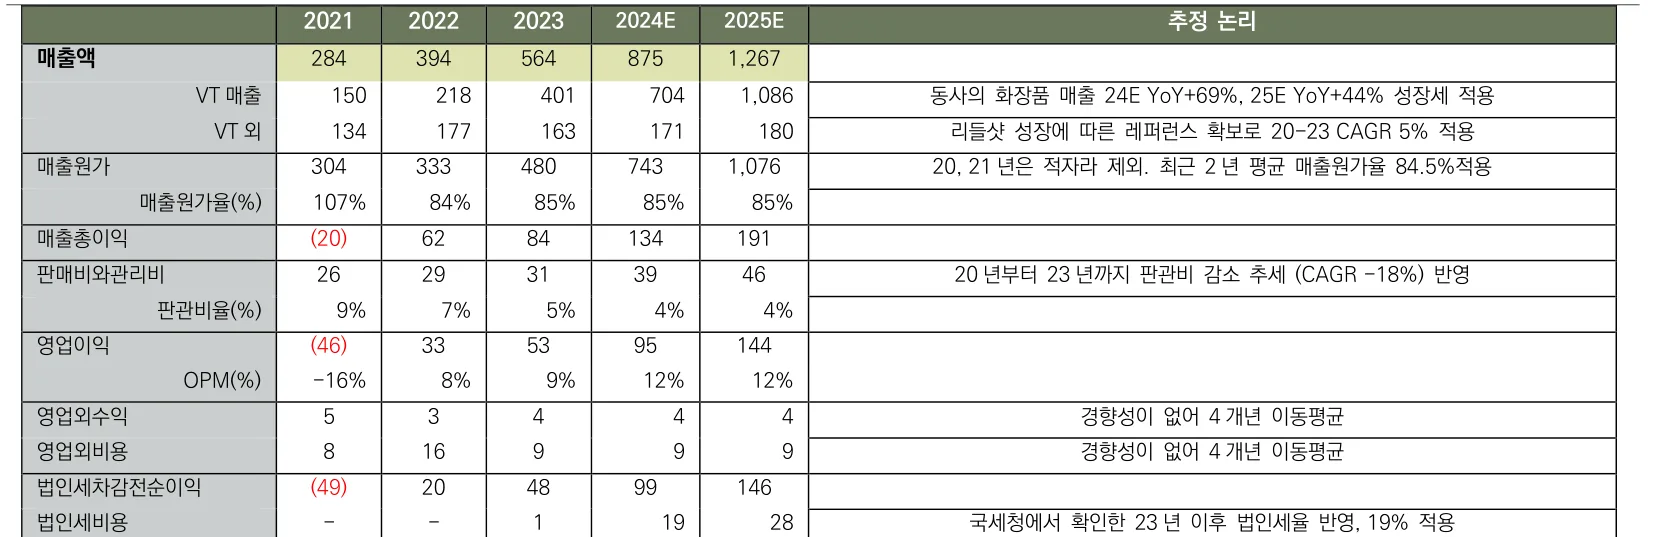 2021 2022 2023 2024E 2025E 추정 논리
매출액 284 394 564 875 1,267
VT 매출 150 218 401 704 1,086 동사의 화장품 매출 24E YoY+69%, 25E YoY+44% 성장세 적용
VT 외 134 177 163 171 180 리들샷 성장에 따른 레퍼런스 확보로 20-23 CAGR 5% 적용
매출원가 304 333 480 743 1,076 20, 21년은 적자라 제외. 최근 2년 평균 매출원가율 84.5%적용
매출원가율(%) 107% 84% 85% 85% 85%
매출총이익 (20) 62 84 134 191
판매비와관리비 26 29 31 39 46 20년부터 23년까지 판관비 감소 추세 (CAGR -18%) 반영
판관비율(%) 9% 7% 5% 4% 4%
영업이익 (46) 33 53 95 144
OPM(%) -16% 8% 9% 12% 12%
영업외수익 5 3 4 4 4 경향성이 없어 4개년 이동평균
영업외비용 8 16 9 9 9 경향성이 없어 4개년 이동평균
법인세차감전순이익 (49) 20 48 99 146
법인세비용 - - 1 19 28 국세청에서 확인한 23년 이후 법인세율 반영, 19% 적용